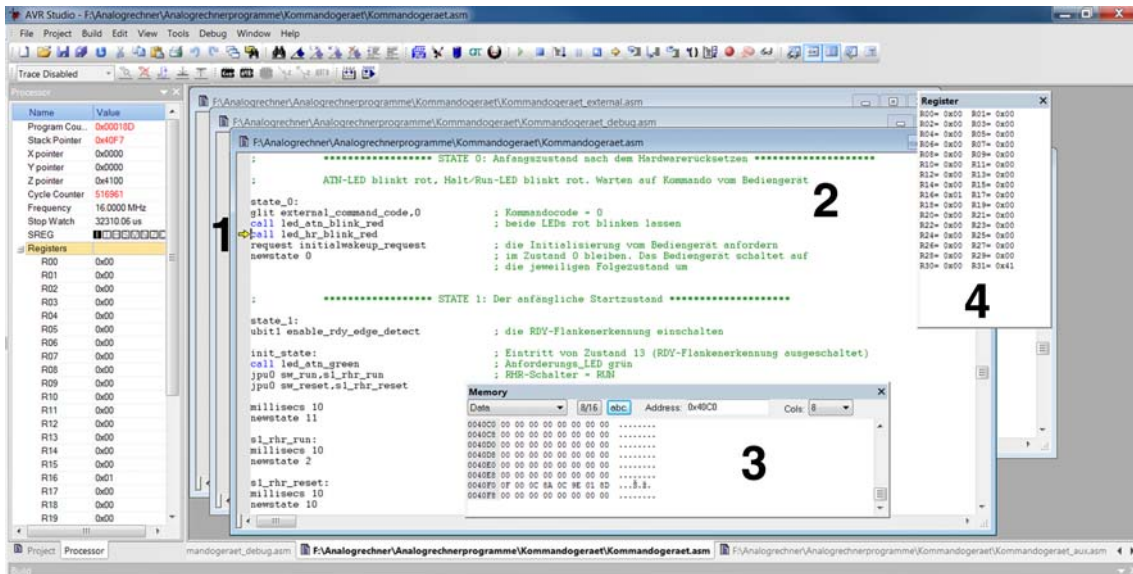 AVR Studio - F:\Analogrechner\Analogrechnerprogramme\Kommandogeraet\Kommandogeraet.asm
File Project Build Edit View Tools Debug Window Help
Trace Disabled
Processor
Name Value
Program Cou... 0x00018D
Stack Pointer 0x40F7
X pointer 0x0000
Y pointer 0x0000
Z pointer 0x4100
Cycle Counter 516961
Frequency 16.0000 MHz
Stop Watch 32310.06 us
SREG
Registers
R00 0x00
R01 0x00
R02 0x00
R03 0x00
R04 0x00
R05 0x00
R06 0x00
R07 0x00
R08 0x00
R09 0x00
R10 0x00
R11 0x00
R12 0x00
R13 0x00
R14 0x00
R15 0x00
R16 0x01
R17 0x00
R18 0x00
R19 0x00
Project Processor
F:\Analogrechner\Analogrechnerprogramme\Kommandogeraet\Kommandogeraet_external.asm
F:\Analogrechner\Analogrechnerprogramme\Kommandogeraet\Kommandogeraet_debug.asm
F:\Analogrechner\Analogrechnerprogramme\Kommandogeraet\Kommandogeraet.asm
; ****************** STATE 0: Anfangszustand nach dem Hardwarerücksetzen ********************
; ATN-LED blinkt rot, Halt/Run-LED blinkt rot. Warten auf Kommando vom Bediengerät
state_0:
glit external_command_code,0 ; Kommandocode = 0
call led_atn_blink_red ; beide LEDs rot blinken lassen
call led_hr_blink_red
request initialwakeup_request ; die Initialisierung vom Bediengerät anfordern
newstate 0 ; im Zustand 0 bleiben. Das Bediengerät schaltet auf
; die jeweiligen Folgezustand um
; ****************** STATE 1: Der anfängliche Startzustand ********************
state_1:
ubit1 enable_rdy_edge_detect ; die RDY-Flankenerkennung einschalten
init_state: ; Eintritt von Zustand 13 (RDY-Flankenerkennung ausgeschaltet)
call led_atn_green ; Anforderungs_LED grün
jpu0 sw_run,s1_rhr_run ; RHR-Schalter = RUN
jpu0 sw_reset,s1_rhr_reset
millisecs 10
newstate 11
s1_rhr_run:
millisecs 10
newstate 2
s1_rhr_reset:
millisecs 10
newstate 10
1
2
3
4
Register
R00= 0x00 R01= 0x00
R02= 0x00 R03= 0x00
R04= 0x00 R05= 0x00
R06= 0x00 R07= 0x00
R08= 0x00 R09= 0x00
R10= 0x00 R11= 0x00
R12= 0x00 R13= 0x00
R14= 0x00 R15= 0x00
R16= 0x01 R17= 0x00
R18= 0x00 R19= 0x00
R20= 0x00 R21= 0x00
R22= 0x00 R23= 0x00
R24= 0x00 R25= 0x00
R26= 0x00 R27= 0x00
R28= 0x00 R29= 0x00
R30= 0x00 R31= 0x41
Memory
Data 8/16 abc. Address: 0x40C0 Cols: 8
0040C0 00 00 00 00 00 00 00 00 ........
0040C8 00 00 00 00 00 00 00 00 ........
0040D0 00 00 00 00 00 00 00 00 ........
0040D8 00 00 00 00 00 00 00 00 ........
0040E0 00 00 00 00 00 00 00 00 ........
0040E8 00 00 00 00 00 00 00 00 ........
0040F0 0F 00 0C 8A 0C 9E 01 8D
0040F8 00 00 00 00 00 00 00 00 ........
mandogeraet_debug.asm F:\Analogrechner\Analogrechnerprogramme\Kommandogeraet\Kommandogeraet.asm F:\Analogrechner\Analogrechnerprogramme\Kommandogeraet\Kommandogeraet_aux.asm
Build